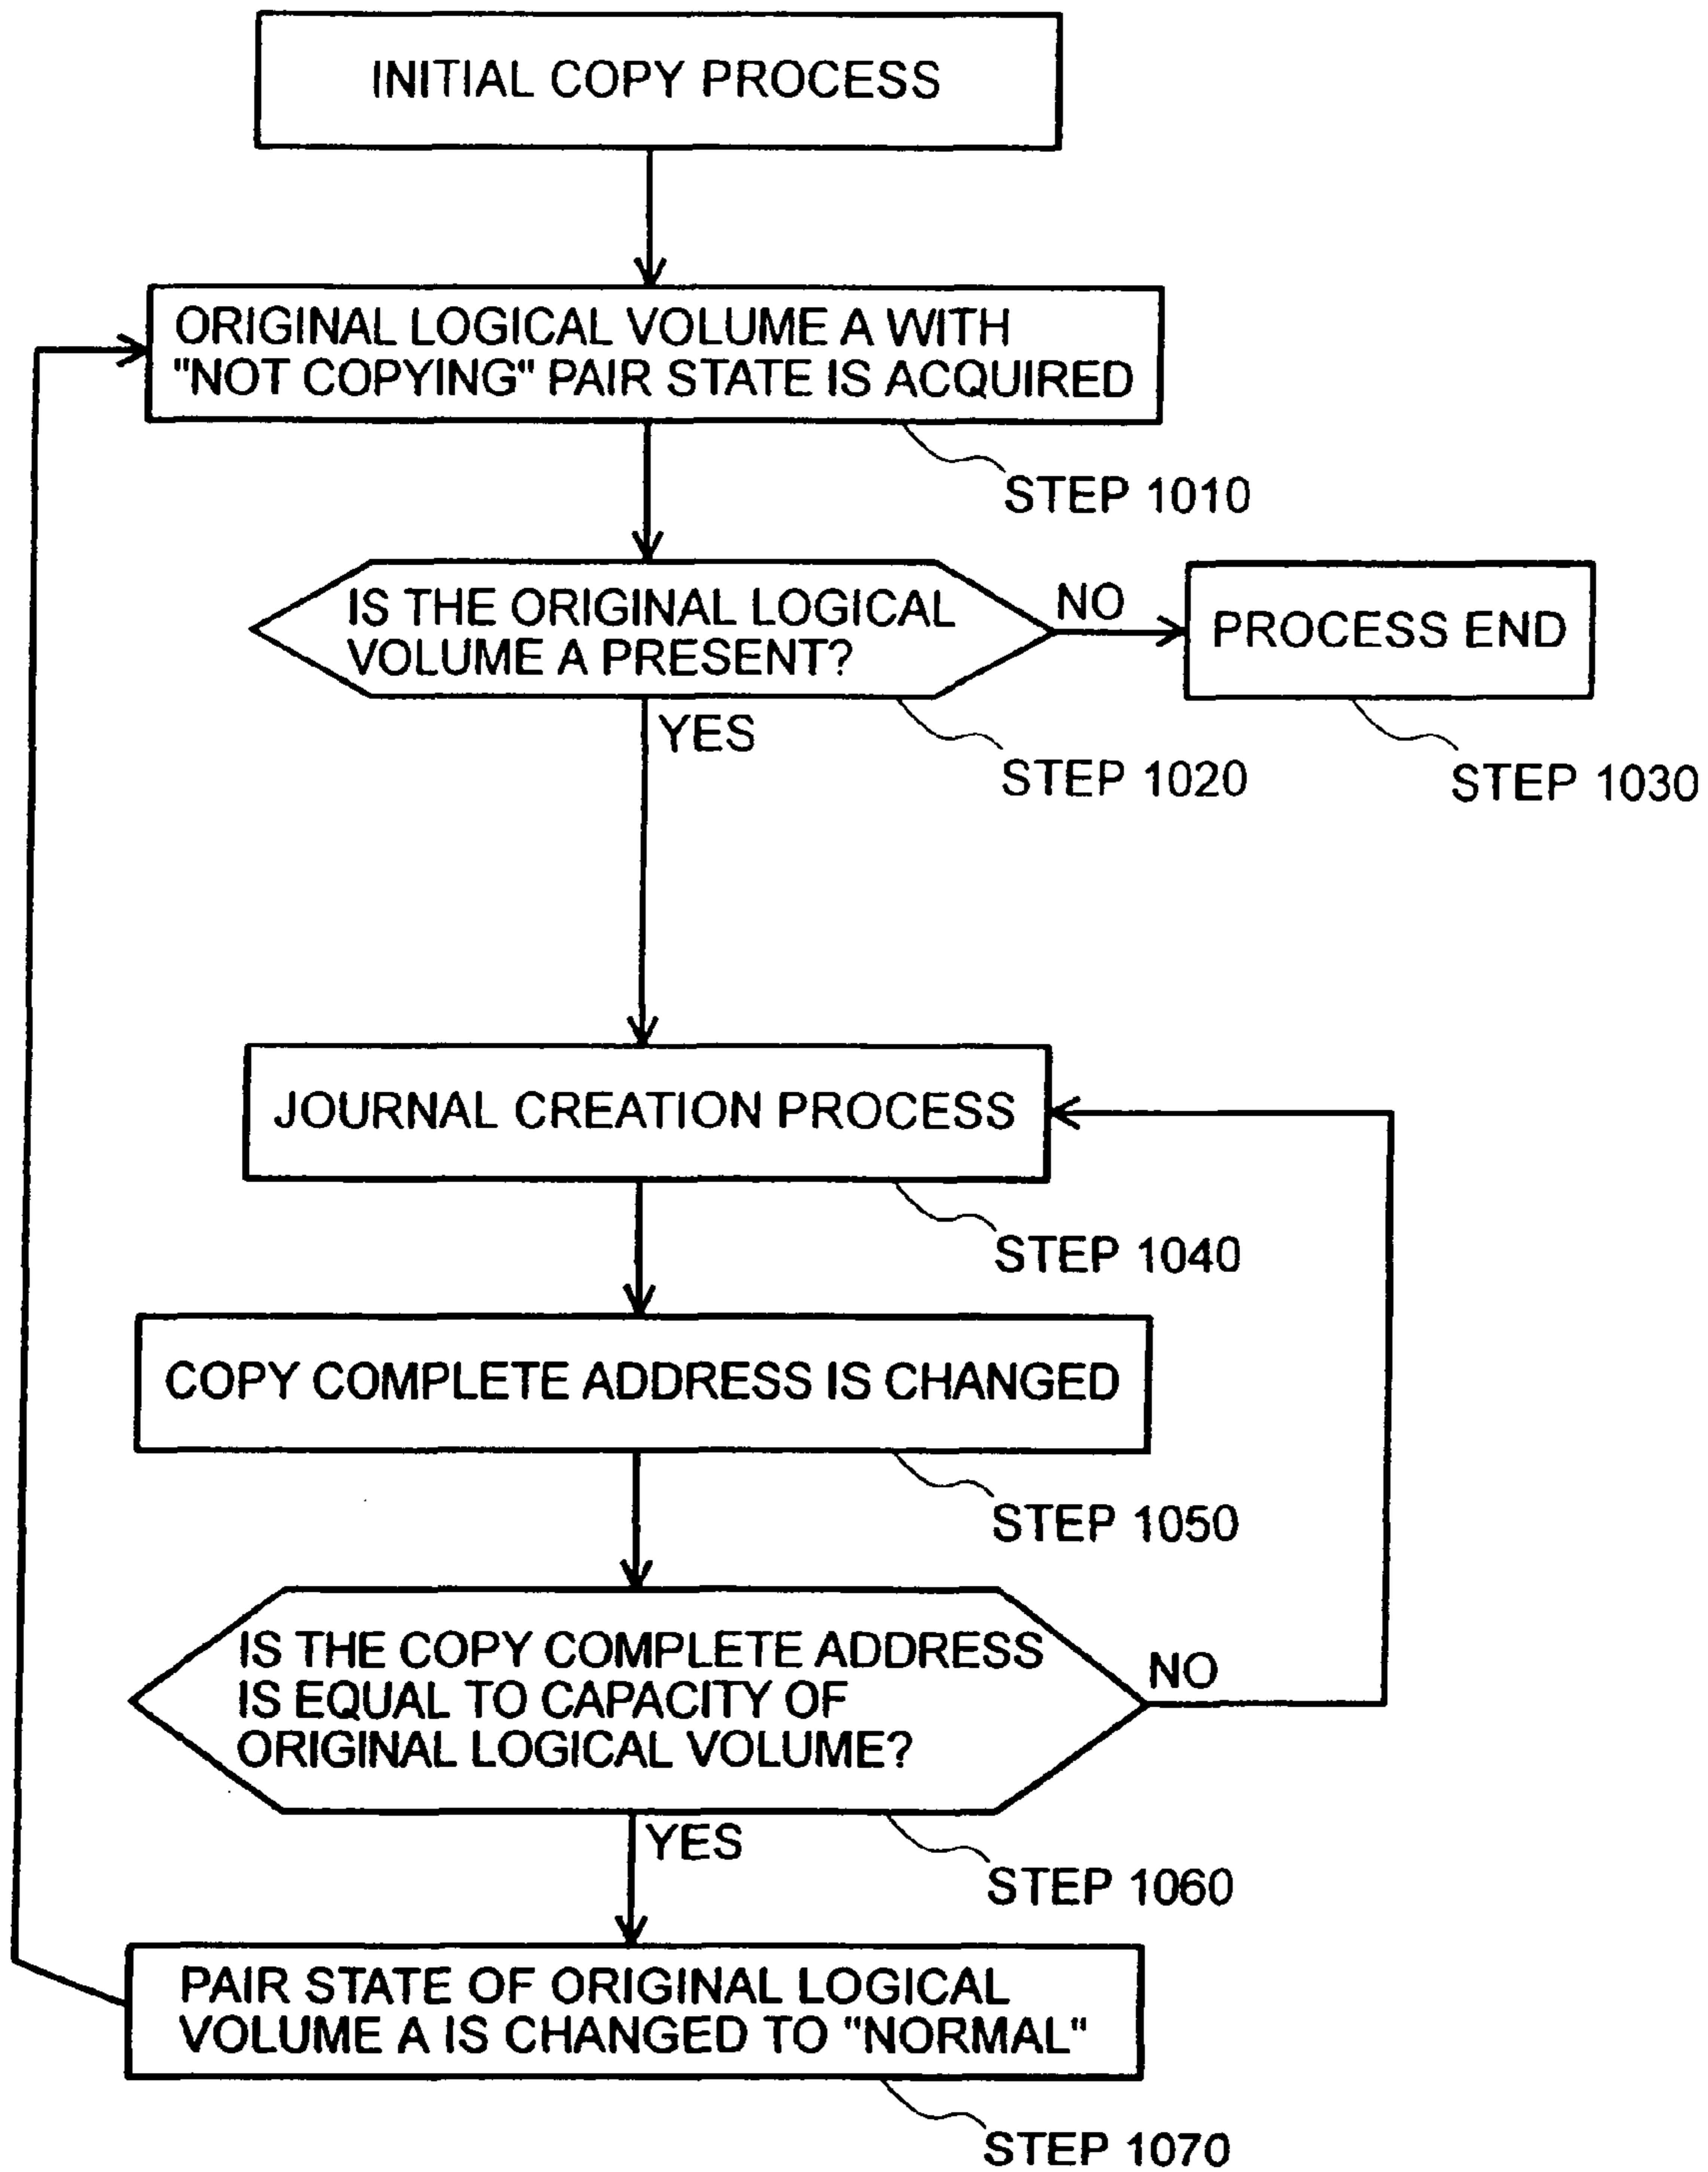 INITIAL COPY PROCESS
ORIGINAL LOGICAL VOLUME A WITH
"NOT COPYING" PAIR STATE IS ACQUIRED
STEP 1010
IS THE ORIGINAL LOGICAL
VOLUME A PRESENT?
NO
PROCESS END
YES
STEP 1020
STEP 1030
JOURNAL CREATION PROCESS
STEP 1040
COPY COMPLETE ADDRESS IS CHANGED
STEP 1050
IS THE COPY COMPLETE ADDRESS
IS EQUAL TO CAPACITY OF
ORIGINAL LOGICAL VOLUME?
NO
YES
STEP 1060
PAIR STATE OF ORIGINAL LOGICAL
VOLUME A IS CHANGED TO "NORMAL"
STEP 1070